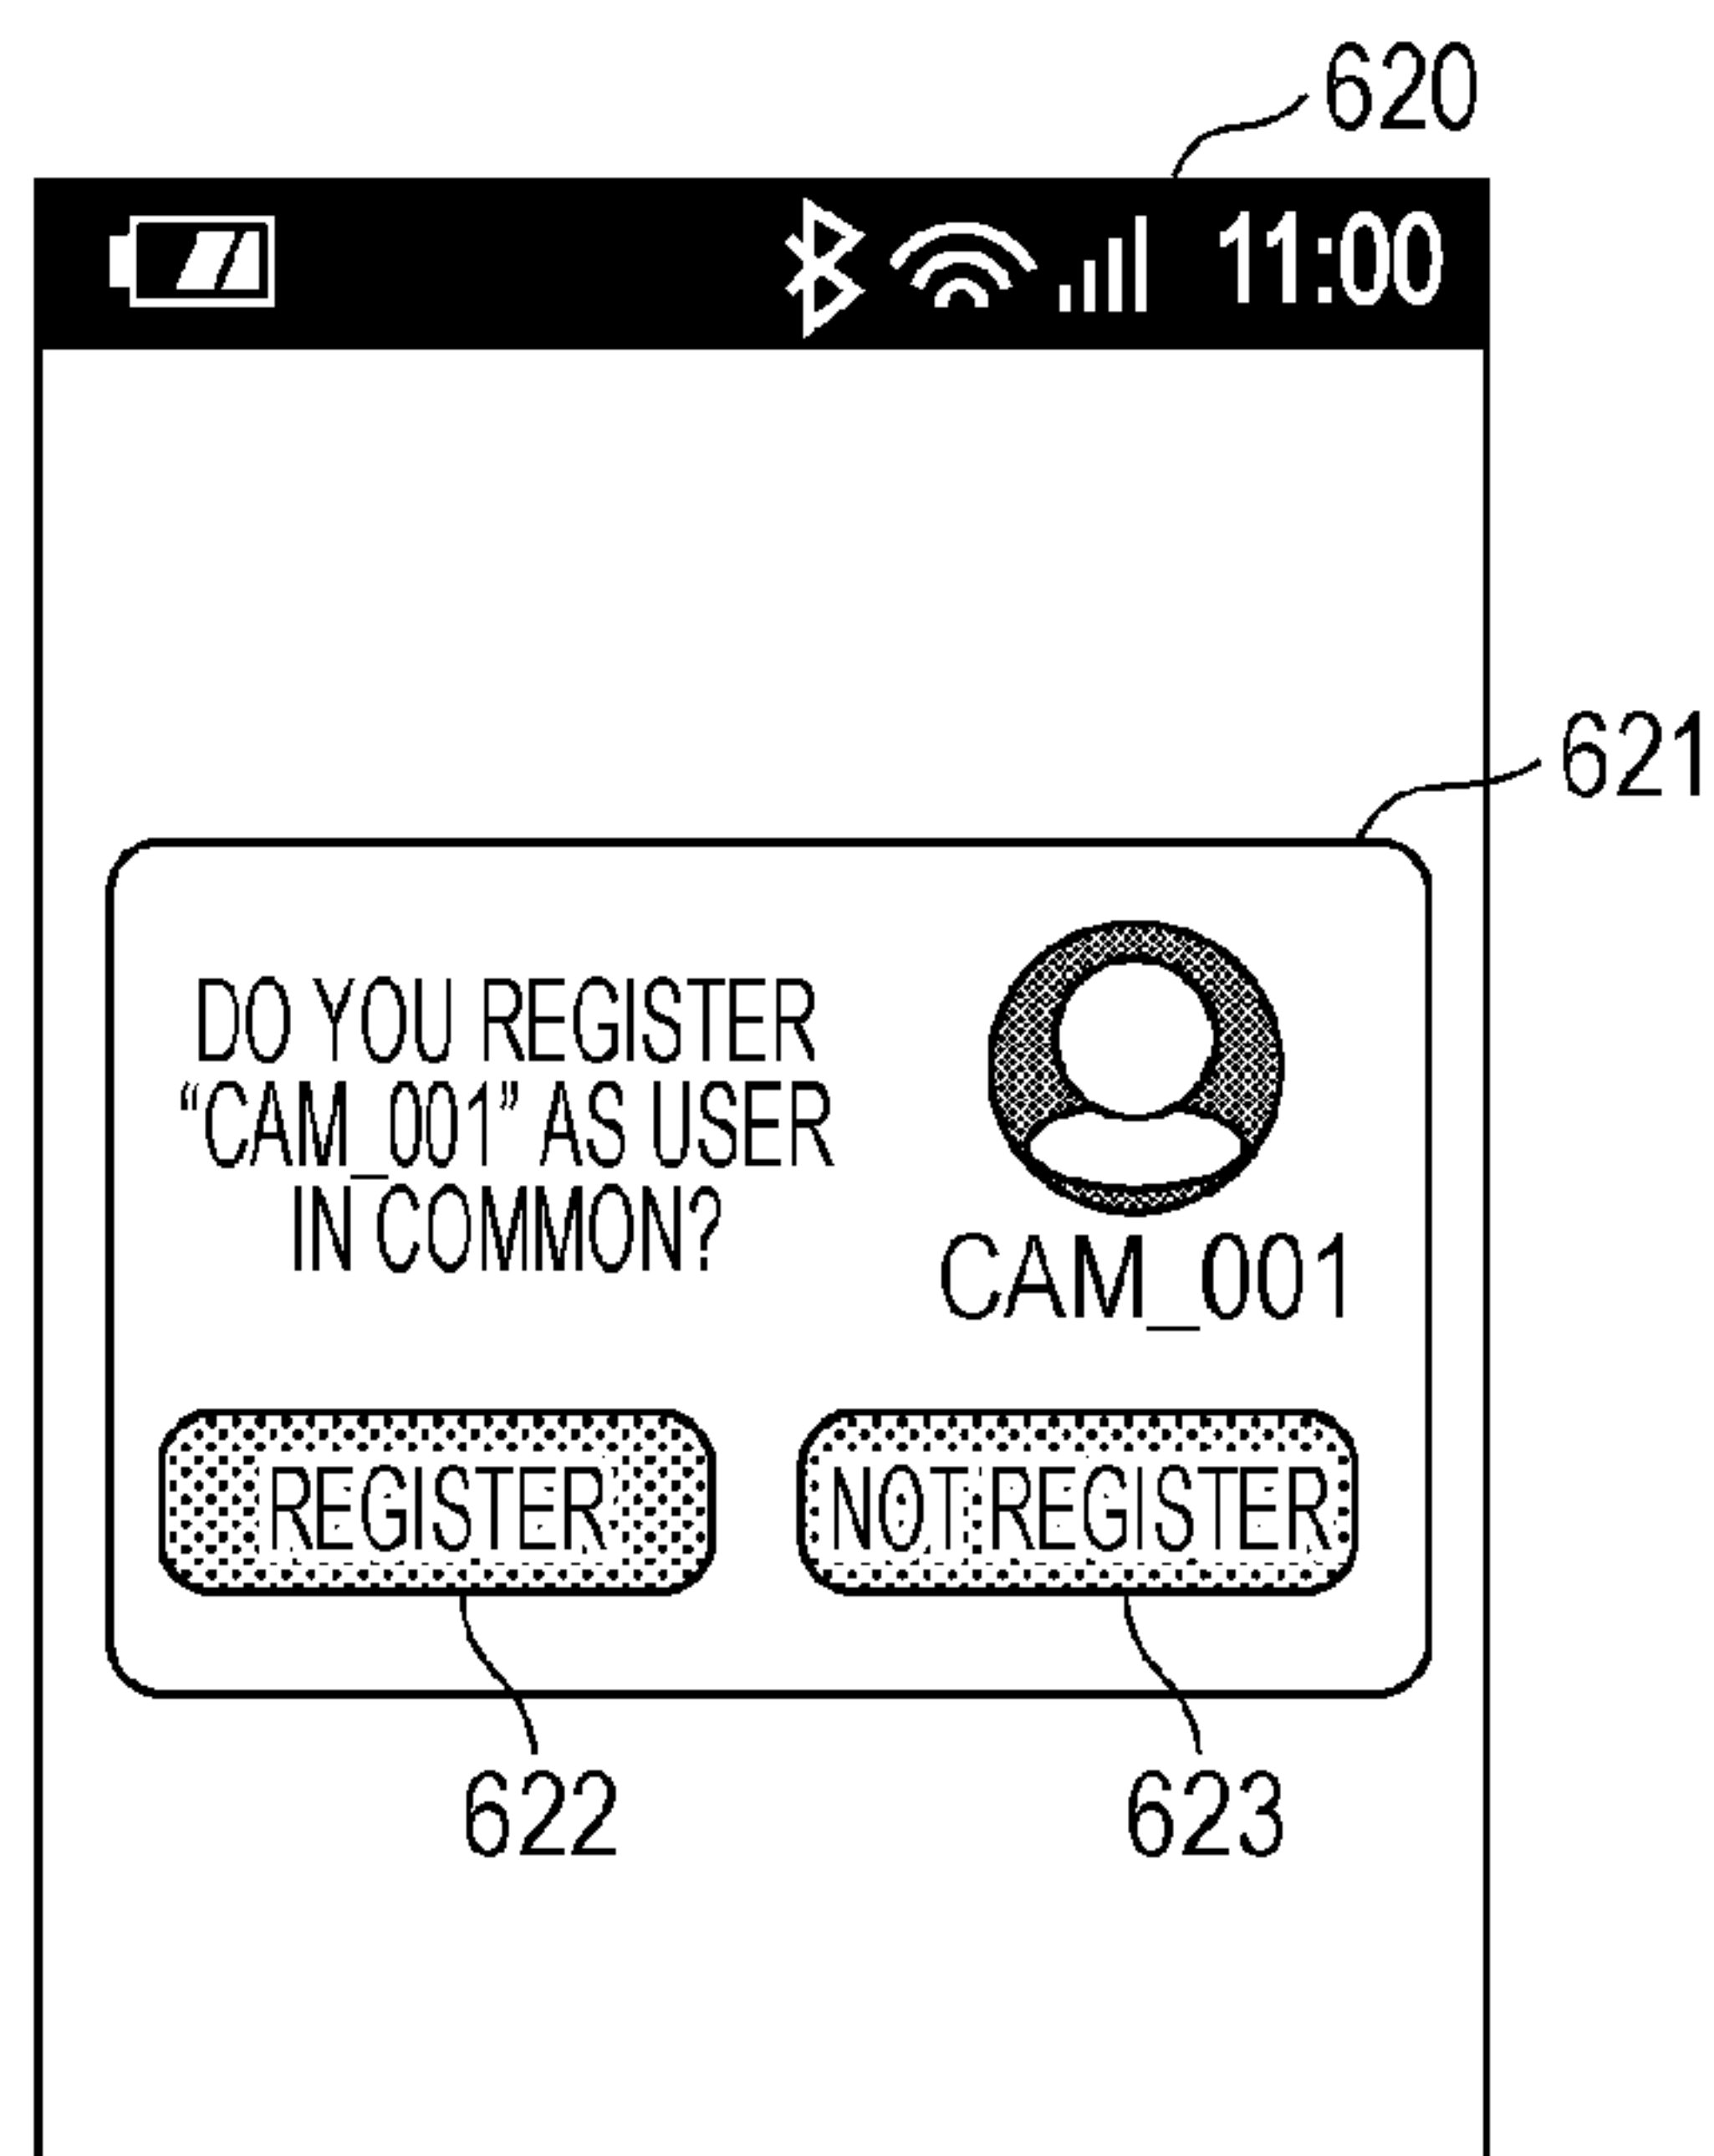 620
11:00
621
DO YOU REGISTER
“CAM_001” AS USER
IN COMMON?
CAM_001
REGISTER
NOT REGISTER
622
623